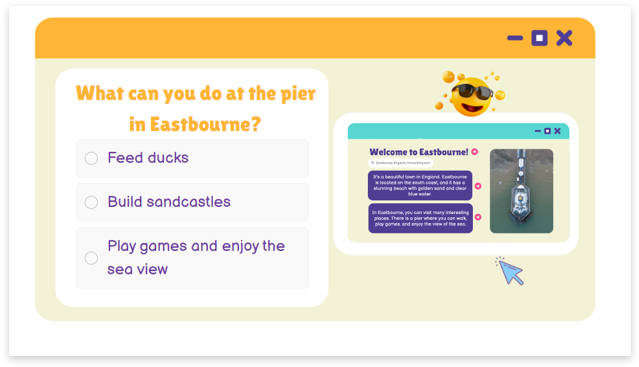 What can you do at the pier
in Eastbourne?
Feed ducks
Build sandcastles
Play games and enjoy the
sea view
Welcome to Eastbourne!
It's a beautiful town in England. Eastbourne
is located on the south coast, and it has a
stunning beach with golden sand and clear
blue water.
In Eastbourne, you can visit many interesting
places. There is a pier where you can walk,
play games, and enjoy the view of the sea.